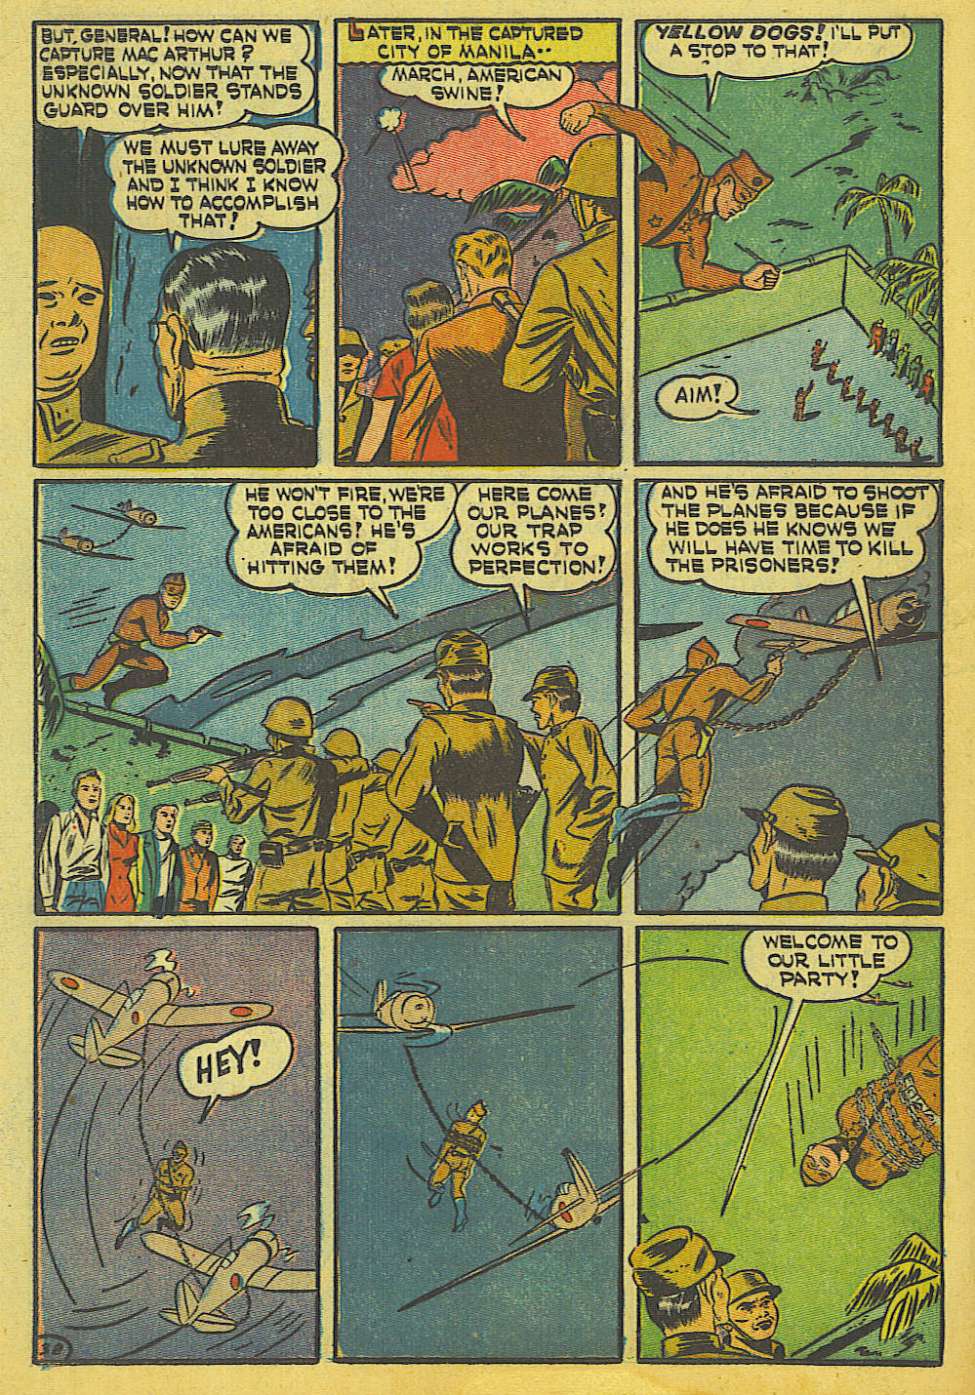 BUT, GENERAL! HOW CAN WE
CAPTURE MAC ARTHUR?
ESPECIALLY, NOW THAT THE
UNKNOWN SOLDIER STANDS
GUARD OVER HIM!
WE MUST LURE AWAY
THE UNKNOWN SOLDIER
AND I THINK I KNOW
HOW TO ACCOMPLISH
THAT!
LATER, IN THE CAPTURED
CITY OF MANILA--
MARCH, AMERICAN
SWINE!
YELLOW DOGS! I'LL PUT
A STOP TO THAT!
AIM!
HE WON'T FIRE, WE'RE
TOO CLOSE TO THE
AMERICANS! HE'S
AFRAID OF
HITTING THEM!
HERE COME
OUR PLANES!
OUR TRAP
WORKS TO
PERFECTION!
AND HE'S AFRAID TO SHOOT
THE PLANES BECAUSE IF
HE DOES HE KNOWS WE
WILL HAVE TIME TO KILL
THE PRISONERS!
HEY!
WELCOME TO
OUR LITTLE
PARTY!